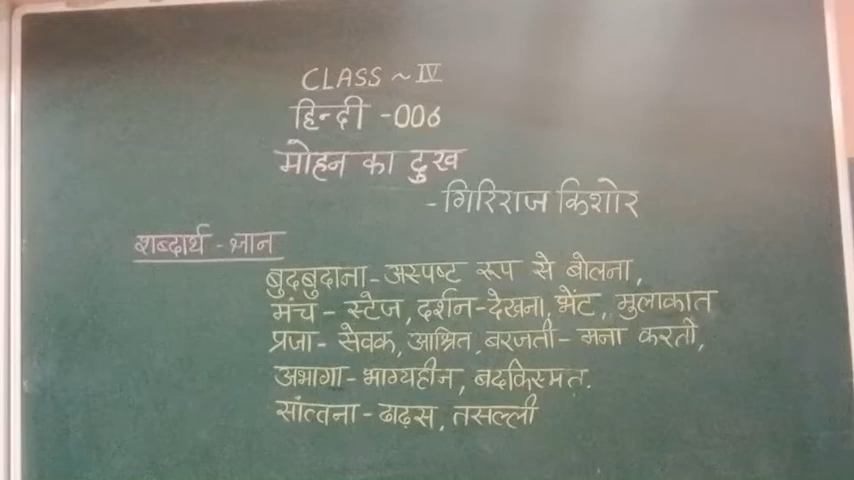 CLASS ~ IV
हिन्दी - 006
मोहन का दुख
- गिरिराज किशोर
शब्दार्थ - भान
बुदबुदाना - अस्पष्ट रूप से बोलना,
मंच - स्टेज, दर्शन - देखना, भेंट, मुलाकात
प्रजा - सेवक, आश्रित, बरजती - मना करतो,
अभागा - भाग्यहीन, बदकिस्मत.
सांत्तना - ढाढ़स, तसल्ली